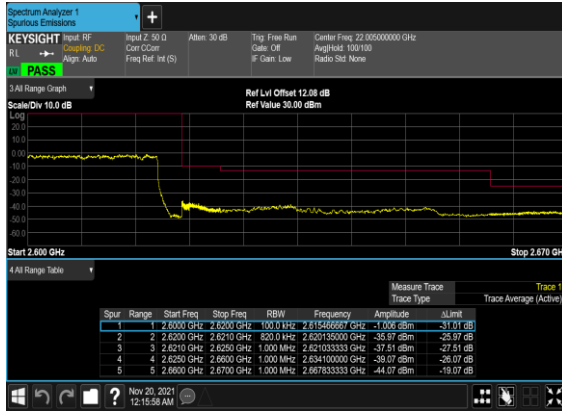 Spectrum Analyzer 1
Spurious Emissions
KEYSIGHT Input: RF Input Z: 50 Ω Atten: 30 dB Trig: Free Run Center Freq: 22.005000000 GHz
RL Coupling: DC Corr CCorr Gate: Off Avg|Hold: 100/100
Align: Auto Freq Ref: Int (S) IF Gain: Low Radio Std: None
PASS
3 All Range Graph
Ref Lvl Offset 12.08 dB
Scale/Div 10.0 dB Ref Value 30.00 dBm
Log
20.0
10.0
0.00
-10.0
-20.0
-30.0
-40.0
-50.0
-60.0
Start 2.600 GHz Stop 2.670 GH
4 All Range Table
Measure Trace Trace 1
Trace Type Trace Average (Active)
Spur Range Start Freq Stop Freq RBW Frequency Amplitude ΔLimit
1 1 2.6000 GHz 2.6200 GHz 100.0 kHz 2.615466667 GHz -1.006 dBm -31.01 dB
2 2 2.6200 GHz 2.6210 GHz 820.0 kHz 2.620135000 GHz -35.97 dBm -25.97 dB
3 3 2.6210 GHz 2.6250 GHz 1.000 MHz 2.621033333 GHz -37.51 dBm -27.51 dB
4 4 2.6250 GHz 2.6600 GHz 1.000 MHz 2.634100000 GHz -39.07 dBm -26.07 dB
5 5 2.6600 GHz 2.6700 GHz 1.000 MHz 2.667833333 GHz -44.07 dBm -19.07 dB
Nov 20, 2021
12:15:58 AM